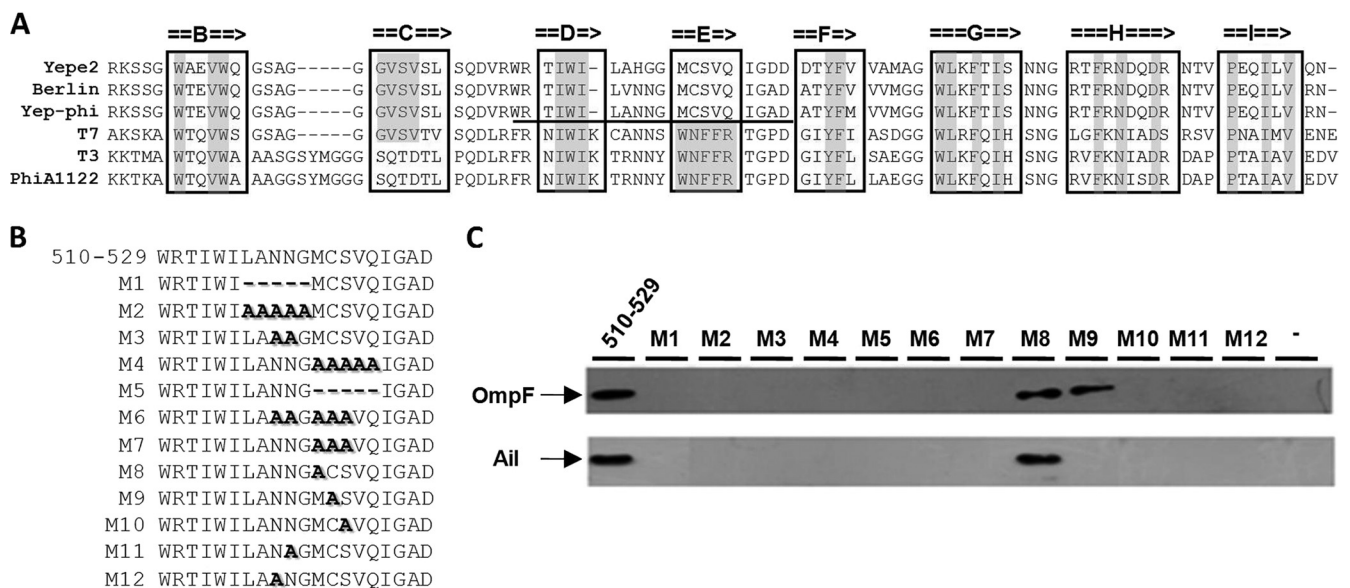 A
==B==> ==C==> ==D=> ==E=> ==F=> ===G==> ===H===> ==I=>
Yepe2 RKSSG WAEVWQ GSAG-----G GVSVSL SQDVRWR TIWI- LAHGG MCSVQ IGDD DTYFV VAMAG WLKFTIS NNG RTFRNDQDR NTV PEQILV QN-
Berlin RKSSG WTEVWQ GSAG-----G GVSVSL SQDVRWR TIWI- LVNNG MCSVQ IGDD ATYFV VVMGG WLKFTIS NNG RTFRNDQDR NTV PEQILV RN-
Yep-phi RKSSG WTEVWQ GSAG-----G GVSVSL SQDVRWR TIWI- LANNG MCSVQ IGAD ATYFM VVMGG WLKFTIS NNG RTFRNDQDR NTV PEQILV RN-
T7 AKSKA WTQVWS GSAG-----G GVSVTV SQDLRFR NIWIK CANNS WNFFR TGPD GIYFI ASDGG WLRFQIH SNG LGFKNIADS RSV PNAIMV ENE
T3 KKTMA WTQVWA AASGSYMGGG SQTDTL PQDLRFR NIWIK TRNNY WNFFR TGPD GIYFL SAEGG WLKFQIH SNG RVFKNIADR DAP PTAIAV EDV
PhiA1122 KKTKA WTQVWA AAGGSYMGGG SQTDTL PQDLRFR NIWIK TRNNY WNFFR TGPD GIYFL LAEGG WLKFQIH SNG RVFKNISDR DAP PTAIAV EDV
B
510-529 WRTIWILANNGMCSVQIGAD
M1 WRTIWI-----MCSVQIGAD
M2 WRTIWIAAAAAMCSVQIGAD
M3 WRTIWILAAAGMCSVQIGAD
M4 WRTIWILANNGAAAAAIGAD
M5 WRTIWILANNG-----IGAD
M6 WRTIWILAAAGAAAVQIGAD
M7 WRTIWILANNGAAAVQIGAD
M8 WRTIWILANNGACSVQIGAD
M9 WRTIWILANNGMASVQIGAD
M10 WRTIWILANNGMCAVQIGAD
M11 WRTIWILANAGMCSVQIGAD
M12 WRTIWILAANGMCSVQIGAD
C
510-529 M1 M2 M3 M4 M5 M6 M7 M8 M9 M10 M11 M12 -
OmpF
Ail